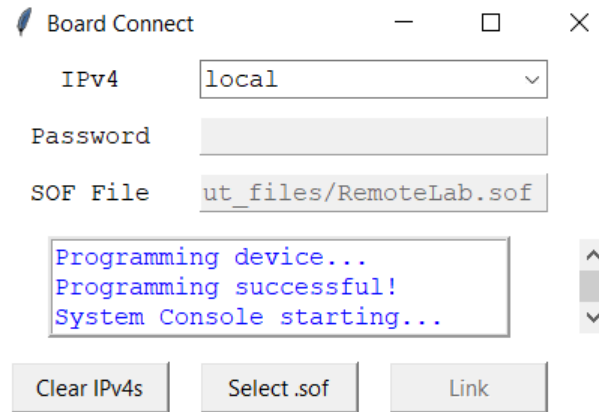 Board Connect
IPv4 local
Password
SOF File ut_files/RemoteLab.sof
Programming device...
Programming successful!
System Console starting...
Clear IPv4s Select .sof Link